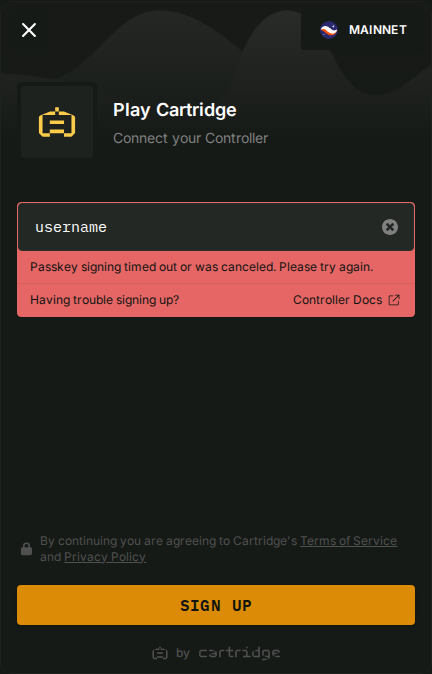 MAINNET
Play Cartridge
Connect your Controller
username
Passkey signing timed out or was canceled. Please try again.
Having trouble signing up? Controller Docs
By continuing you are agreeing to Cartridge's Terms of Service
and Privacy Policy
SIGN UP
by cartridge